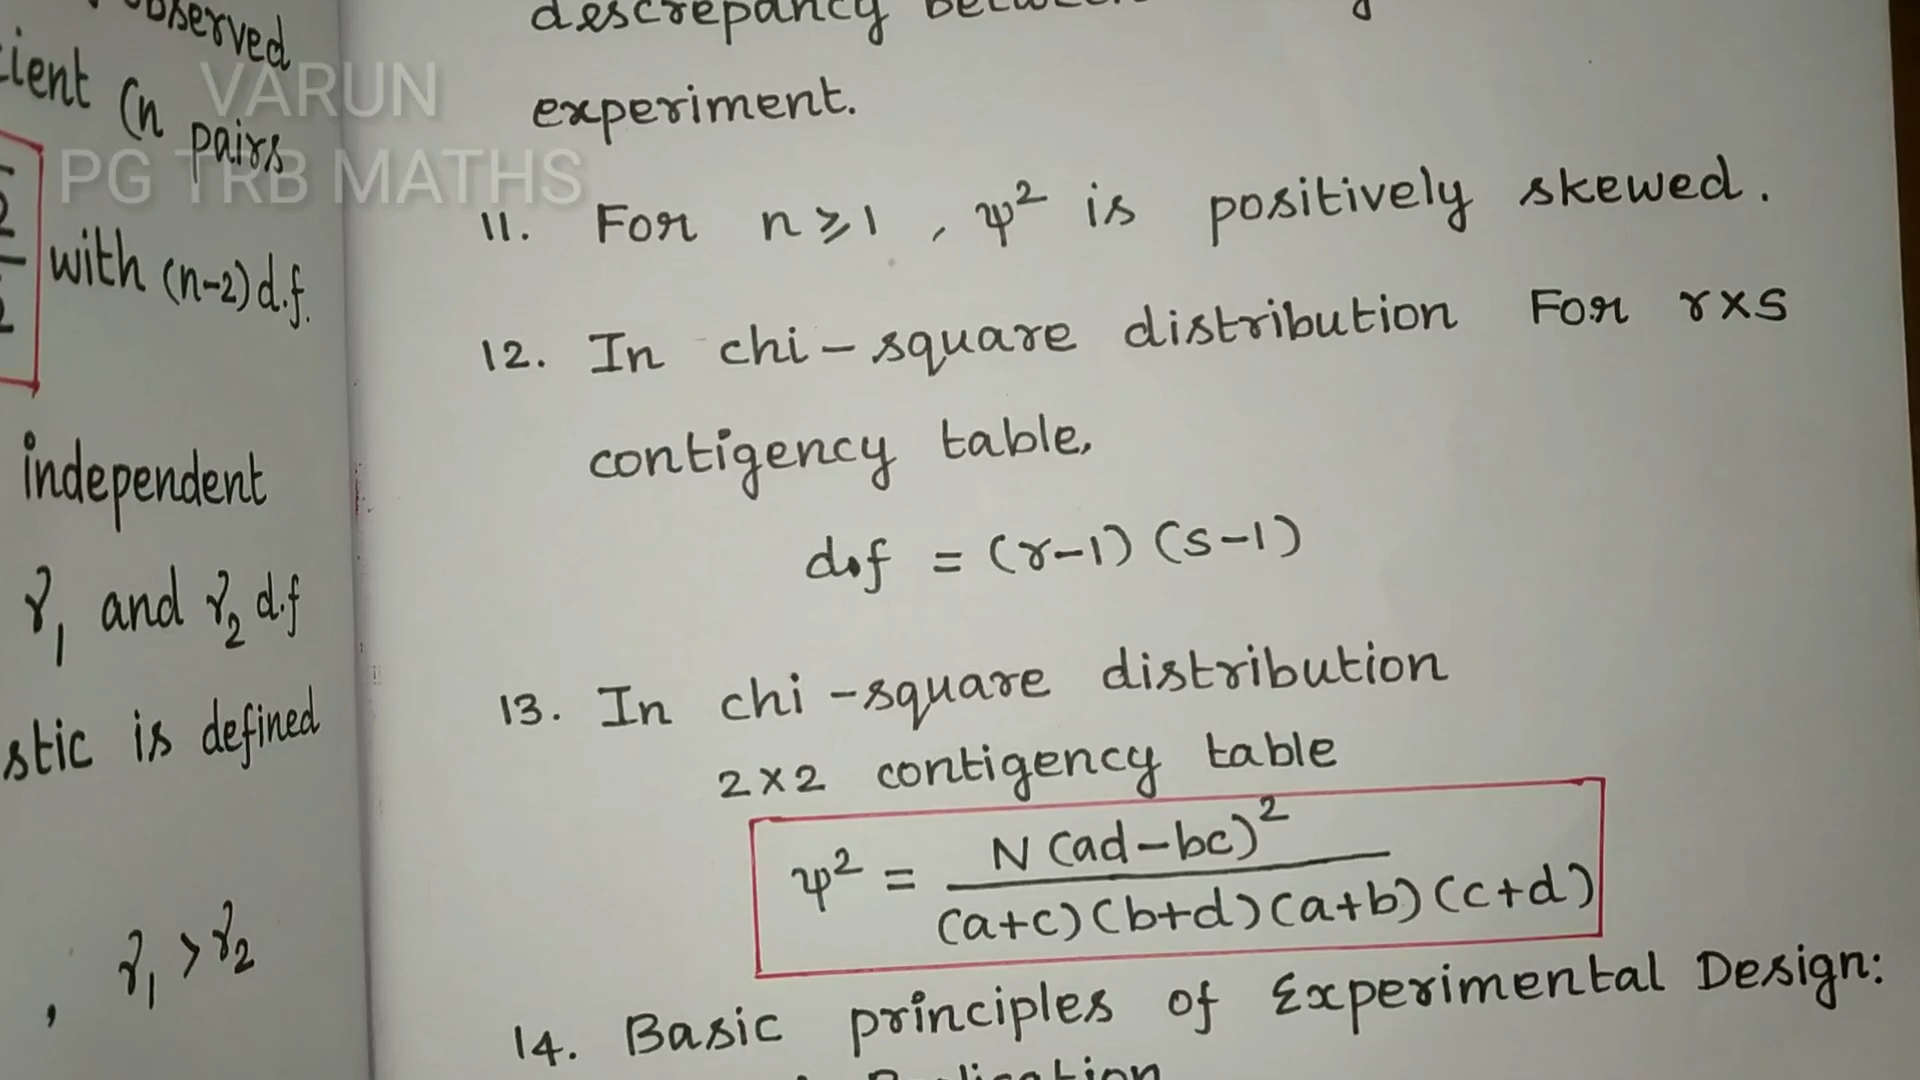 observed
cient (n pairs
with (n-2) d.f.
independent
γ₁ and γ₂ d.f
stic is defined
, γ₁ > γ₂
VARUN
PG TRB MATHS
descrepancy
experiment.
11. For n ≥ 1, ψ² is positively skewed.
12. In chi-square distribution For r×s
contigency table,
d.f = (r-1) (s-1)
13. In chi-square distribution
2×2 contigency table
ψ² = N (ad-bc)² / (a+c) (b+d) (a+b) (c+d)
14. Basic principles of Experimental Design: